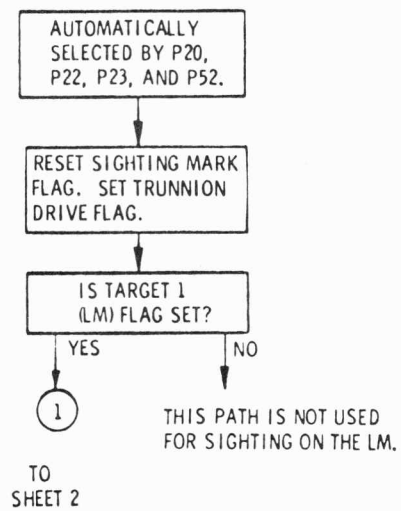 AUTOMATICALLY
SELECTED BY P20,
P22, P23, AND P52.
RESET SIGHTING MARK
FLAG. SET TRUNNION
DRIVE FLAG.
IS TARGET 1
(LM) FLAG SET?
YES
NO
1
THIS PATH IS NOT USED
FOR SIGHTING ON THE LM.
TO
SHEET 2